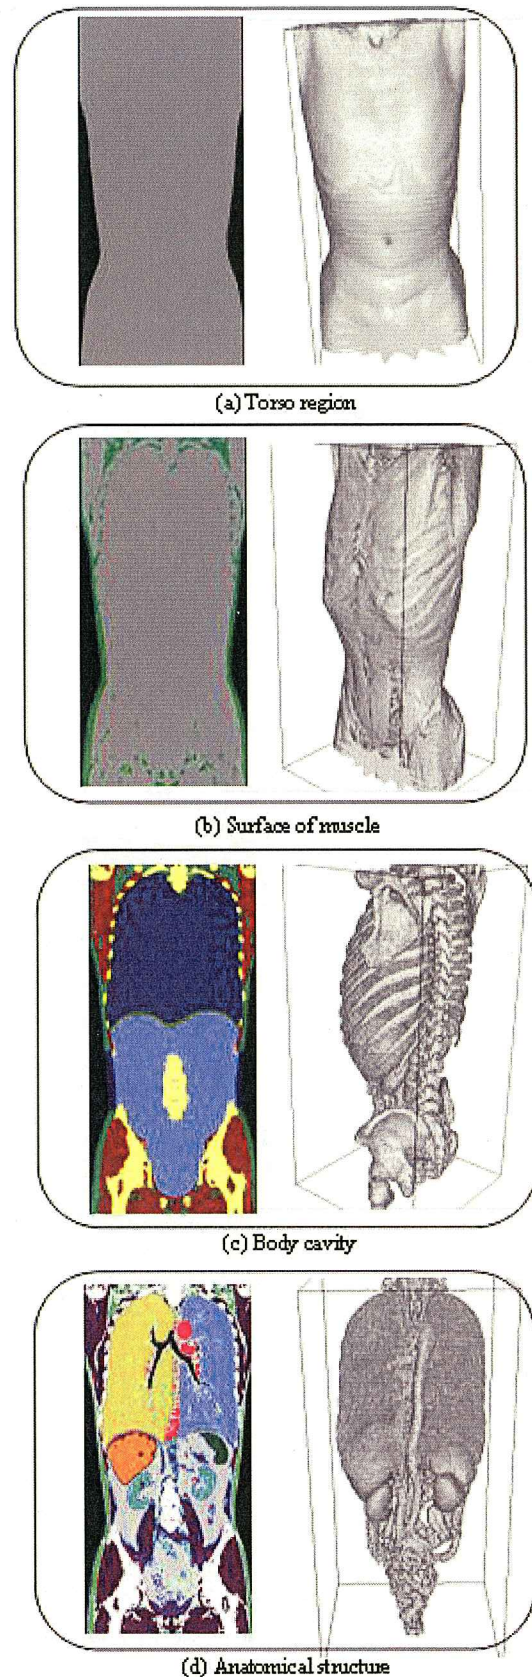 (a) Torso region
(b) Surface of muscle
(c) Body cavity
(d) Anatomical structure